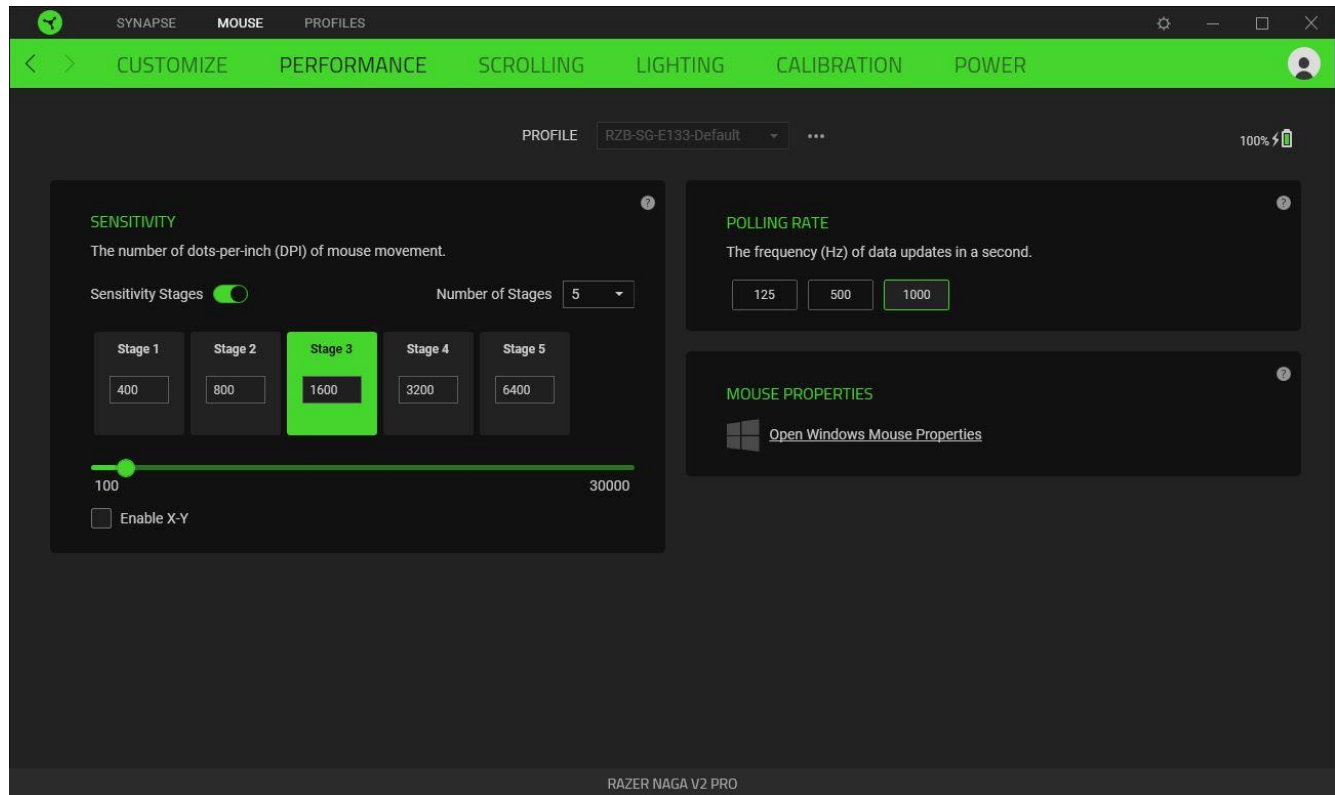 SYNAPSE MOUSE PROFILES
CUSTOMIZE PERFORMANCE SCROLLING LIGHTING CALIBRATION POWER
PROFILE RZB-SG-E133-Default
100%
SENSITIVITY
The number of dots-per-inch (DPI) of mouse movement.
Sensitivity Stages Number of Stages 5
Stage 1 Stage 2 Stage 3 Stage 4 Stage 5
400 800 1600 3200 6400
100 30000
Enable X-Y
POLLING RATE
The frequency (Hz) of data updates in a second.
125 500 1000
MOUSE PROPERTIES
Open Windows Mouse Properties
RAZER NAGA V2 PRO